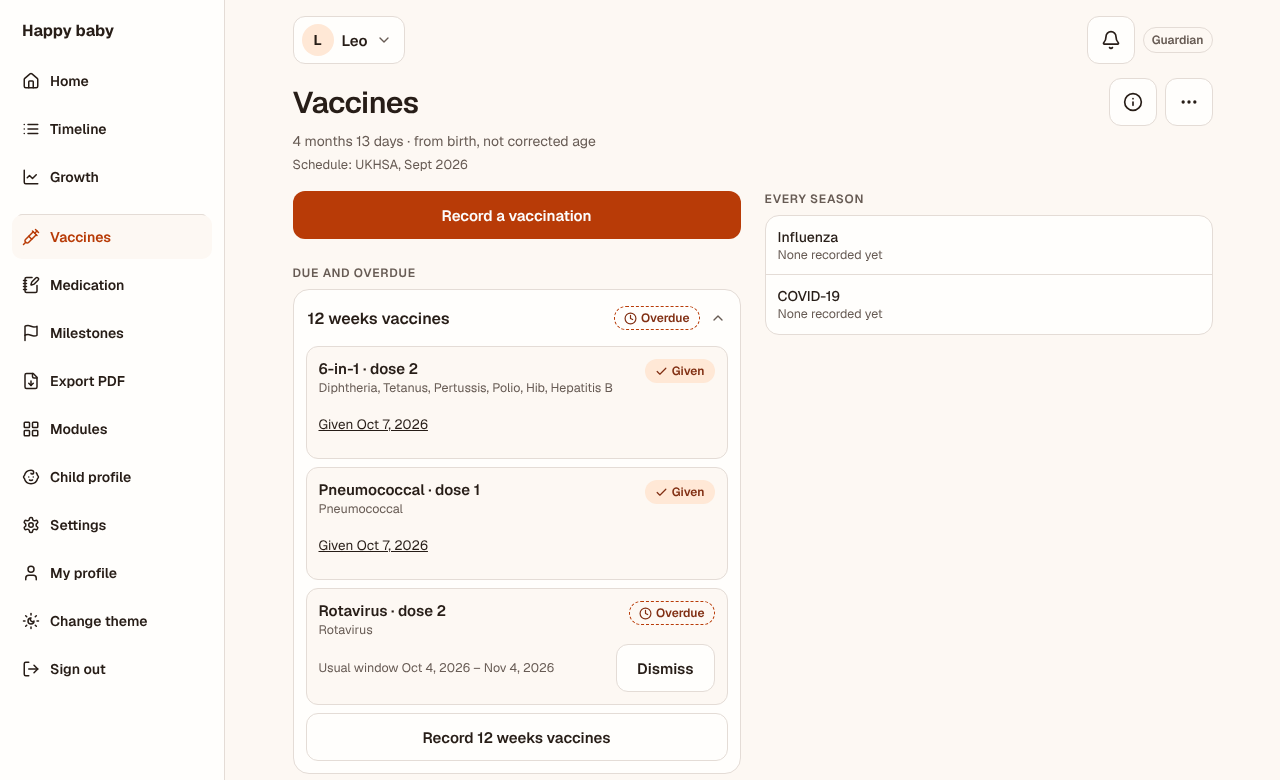 Happy baby
Home
Timeline
Growth
Vaccines
Medication
Milestones
Export PDF
Modules
Child profile
Settings
My profile
Change theme
Sign out
L Leo
Guardian
Vaccines
4 months 13 days · from birth, not corrected age
Schedule: UKHSA, Sept 2026
Record a vaccination
DUE AND OVERDUE
12 weeks vaccines Overdue
6-in-1 · dose 2 Given
Diphtheria, Tetanus, Pertussis, Polio, Hib, Hepatitis B
Given Oct 7, 2026
Pneumococcal · dose 1 Given
Pneumococcal
Given Oct 7, 2026
Rotavirus · dose 2 Overdue
Rotavirus
Usual window Oct 4, 2026 – Nov 4, 2026 Dismiss
Record 12 weeks vaccines
EVERY SEASON
Influenza
None recorded yet
COVID-19
None recorded yet